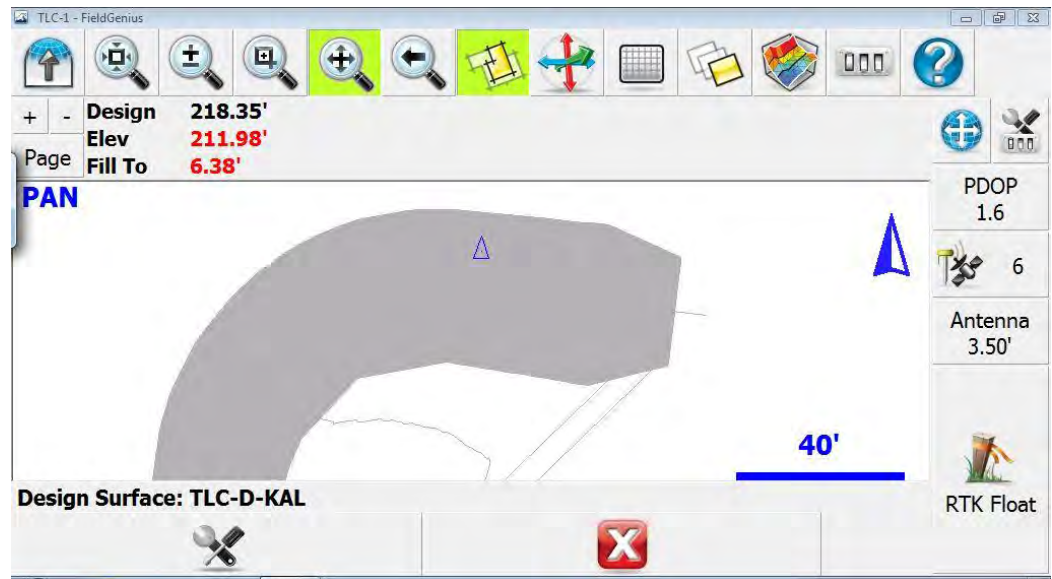 TLC-1 - FieldGenius
+ - Design 218.35'
Elev 211.98'
Page Fill To 6.38'
PAN
PDOP
1.6
6
Antenna
3.50'
40'
RTK Float
Design Surface: TLC-D-KAL